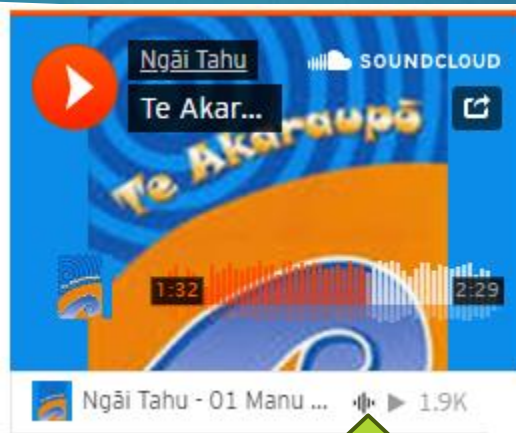 Ngāi Tahu
SOUNDCLOUD
Te Akar...
Te Akaraupō
1:32
2:29
Ngāi Tahu - 01 Manu ...
1.9K